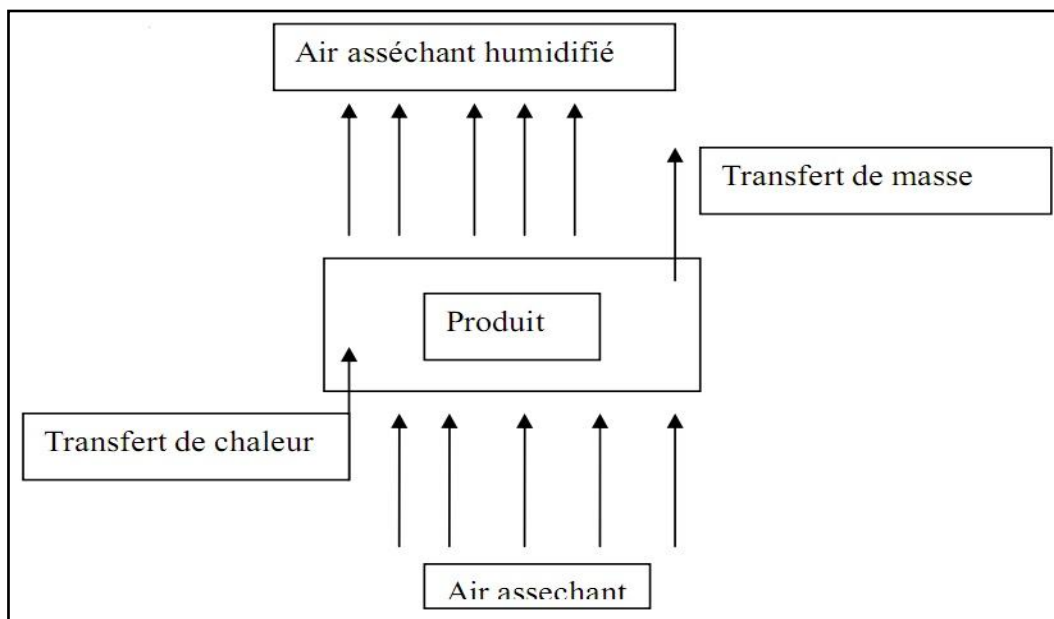 Air asséchant humidifié
Transfert de masse
Produit
Transfert de chaleur
Air assechant